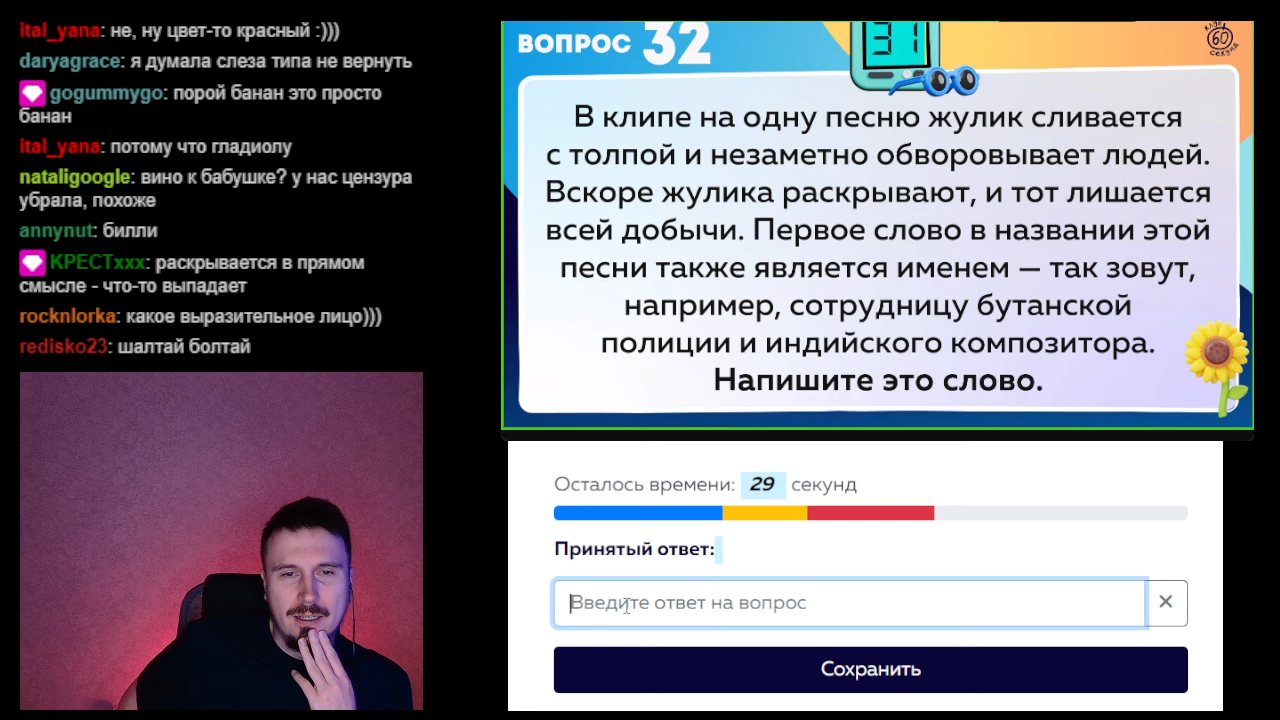 ital_yana: не, ну цвет-то красный :)))
daryagrace: я думала слеза типа не вернуть
gogummygo: порой банан это просто
банан
ital_yana: потому что гладиолу
nataligoogle: вино к бабушке? у нас цензура
убрала, похоже
annynut: билли
КРЕСТxxx: раскрывается в прямом
смысле - что-то выпадает
rocknlorka: какое выразительное лицо)))
redisko23: шалтай болтай
ВОПРОС 32
31
КЛУБ
60
СЕКУНД
В клипе на одну песню жулик сливается
с толпой и незаметно обворовывает людей.
Вскоре жулика раскрывают, и тот лишается
всей добычи. Первое слово в названии этой
песни также является именем — так зовут,
например, сотрудницу бутанской
полиции и индийского композитора.
Напишите это слово.
Осталось времени: 29 секунд
Принятый ответ:
Введите ответ на вопрос
×
Сохранить